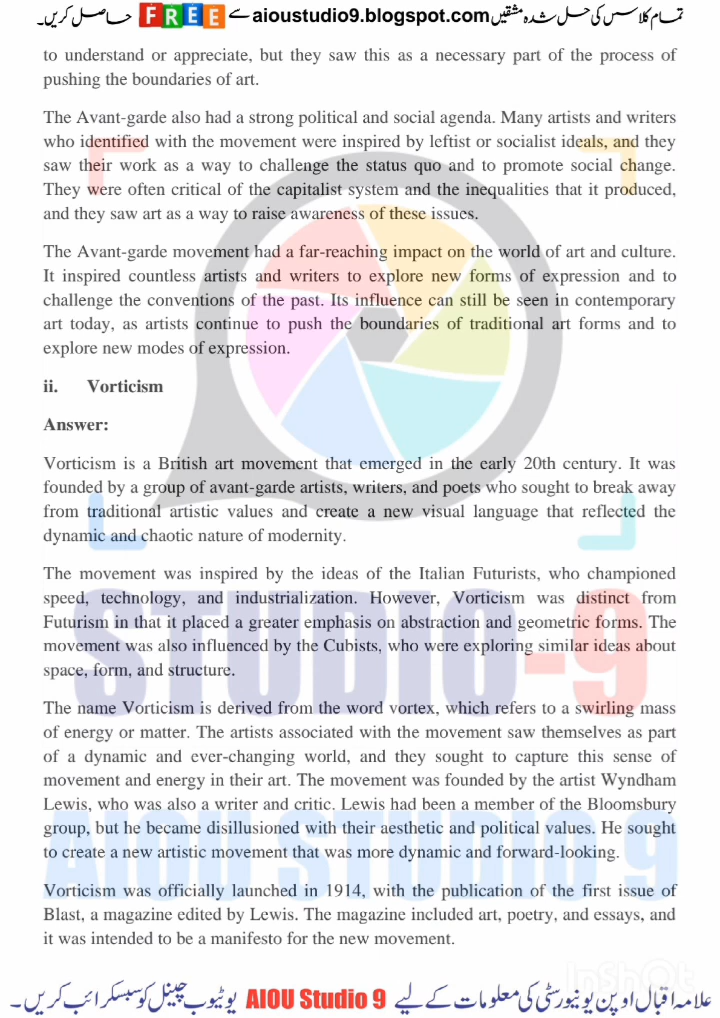 تمام کلاسس کی حل شدہ مشقیں aioustudio9.blogspot.com سے FREE حاصل کریں۔
to understand or appreciate, but they saw this as a necessary part of the process of
pushing the boundaries of art.
The Avant-garde also had a strong political and social agenda. Many artists and writers
who identified with the movement were inspired by leftist or socialist ideals, and they
saw their work as a way to challenge the status quo and to promote social change.
They were often critical of the capitalist system and the inequalities that it produced,
and they saw art as a way to raise awareness of these issues.
The Avant-garde movement had a far-reaching impact on the world of art and culture.
It inspired countless artists and writers to explore new forms of expression and to
challenge the conventions of the past. Its influence can still be seen in contemporary
art today, as artists continue to push the boundaries of traditional art forms and to
explore new modes of expression.
ii. Vorticism
Answer:
Vorticism is a British art movement that emerged in the early 20th century. It was
founded by a group of avant-garde artists, writers, and poets who sought to break away
from traditional artistic values and create a new visual language that reflected the
dynamic and chaotic nature of modernity.
The movement was inspired by the ideas of the Italian Futurists, who championed
speed, technology, and industrialization. However, Vorticism was distinct from
Futurism in that it placed a greater emphasis on abstraction and geometric forms. The
movement was also influenced by the Cubists, who were exploring similar ideas about
space, form, and structure.
STUDIO-9
The name Vorticism is derived from the word vortex, which refers to a swirling mass
of energy or matter. The artists associated with the movement saw themselves as part
of a dynamic and ever-changing world, and they sought to capture this sense of
movement and energy in their art. The movement was founded by the artist Wyndham
Lewis, who was also a writer and critic. Lewis had been a member of the Bloomsbury
group, but he became disillusioned with their aesthetic and political values. He sought
to create a new artistic movement that was more dynamic and forward-looking.
AIOU STUDIO 9
Vorticism was officially launched in 1914, with the publication of the first issue of
Blast, a magazine edited by Lewis. The magazine included art, poetry, and essays, and
it was intended to be a manifesto for the new movement.
InShOt
علامہ اقبال اوپن یونیورسٹی کی معلومات کے لیے AIOU Studio 9 یوٹیوب چینل کو سبسکرائب کریں۔